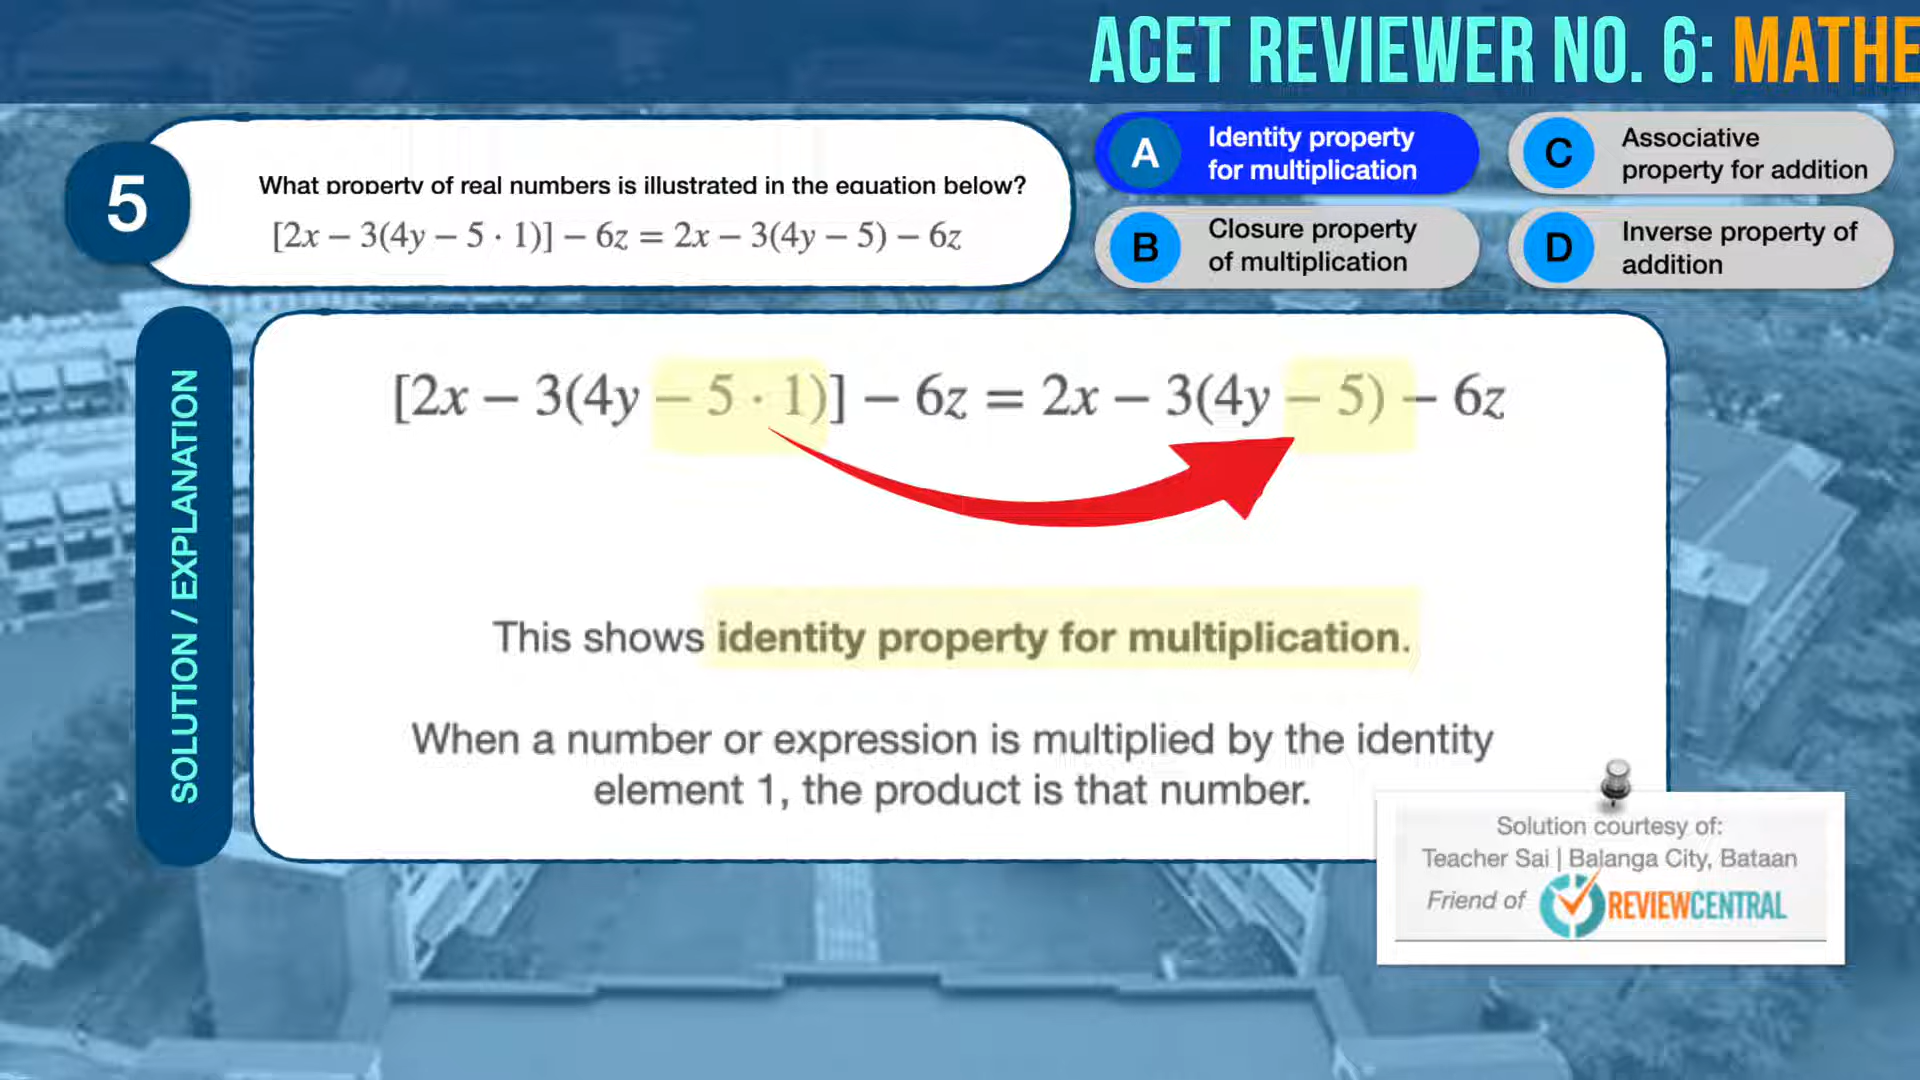 ACET REVIEWER NO. 6: MATHE
5
What property of real numbers is illustrated in the equation below?
[2x – 3(4y – 5 · 1)] – 6z = 2x – 3(4y – 5) – 6z
A
Identity property
for multiplication
B
Closure property
of multiplication
C
Associative
property for addition
D
Inverse property of
addition
SOLUTION / EXPLANATION
[2x – 3(4y – 5 · 1)] – 6z = 2x – 3(4y – 5) – 6z
This shows identity property for multiplication.
When a number or expression is multiplied by the identity
element 1, the product is that number.
Solution courtesy of:
Teacher Sai | Balanga City, Bataan
Friend of REVIEWCENTRAL